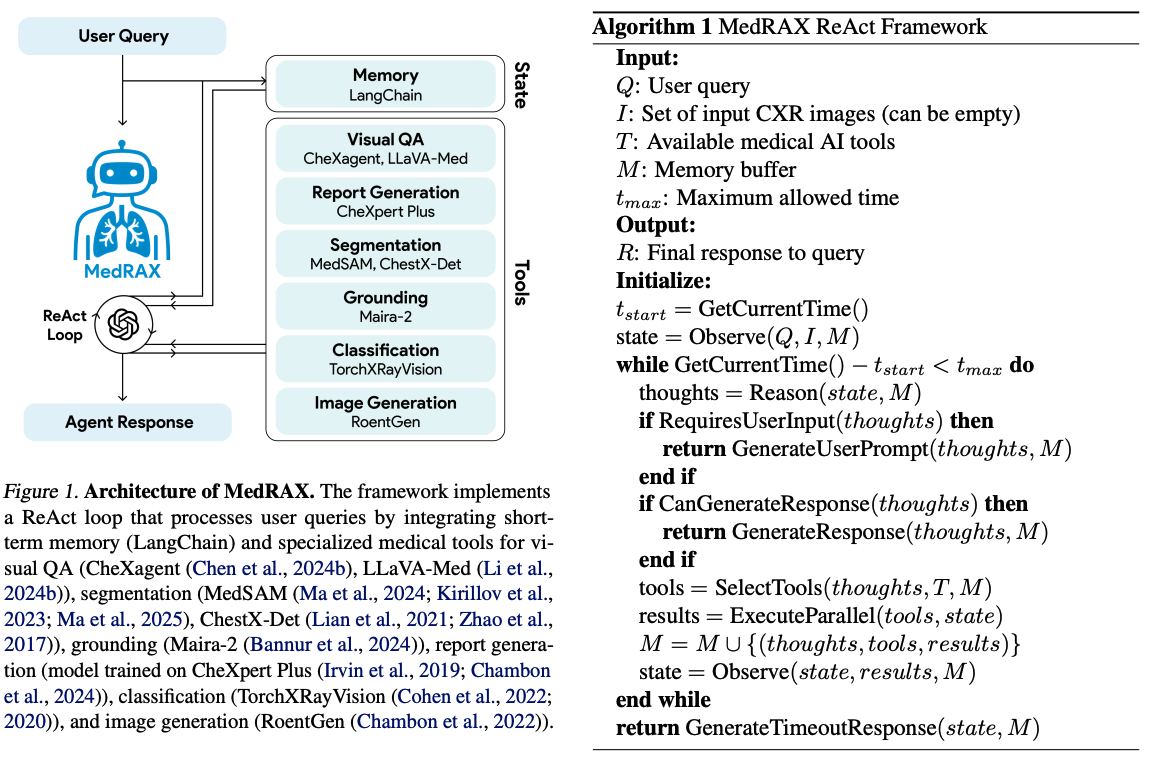 User Query
Memory
LangChain
State
Visual QA
CheXagent, LLaVA-Med
Report Generation
CheXpert Plus
Segmentation
MedSAM, ChestX-Det
Grounding
Maira-2
Classification
TorchXRayVision
Image Generation
RoentGen
Tools
MedRAX
ReAct
Loop
Agent Response
Figure 1. Architecture of MedRAX. The framework implements
a ReAct loop that processes user queries by integrating short-
term memory (LangChain) and specialized medical tools for vi-
sual QA (CheXagent (Chen et al., 2024b), LLaVA-Med (Li et al.,
2024b)), segmentation (MedSAM (Ma et al., 2024; Kirillov et al.,
2023; Ma et al., 2025), ChestX-Det (Lian et al., 2021; Zhao et al.,
2017)), grounding (Maira-2 (Bannur et al., 2024)), report genera-
tion (model trained on CheXpert Plus (Irvin et al., 2019; Chambon
et al., 2024)), classification (TorchXRayVision (Cohen et al., 2022;
2020)), and image generation (RoentGen (Chambon et al., 2022)).
Algorithm 1 MedRAX ReAct Framework
Input:
Q: User query
I: Set of input CXR images (can be empty)
T: Available medical AI tools
M: Memory buffer
t_max: Maximum allowed time
Output:
R: Final response to query
Initialize:
t_start = GetCurrentTime()
state = Observe(Q, I, M)
while GetCurrentTime() − t_start < t_max do
thoughts = Reason(state, M)
if RequiresUserInput(thoughts) then
return GenerateUserPrompt(thoughts, M)
end if
if CanGenerateResponse(thoughts) then
return GenerateResponse(thoughts, M)
end if
tools = SelectTools(thoughts, T, M)
results = ExecuteParallel(tools, state)
M = M ∪ {(thoughts, tools, results)}
state = Observe(state, results, M)
end while
return GenerateTimeoutResponse(state, M)